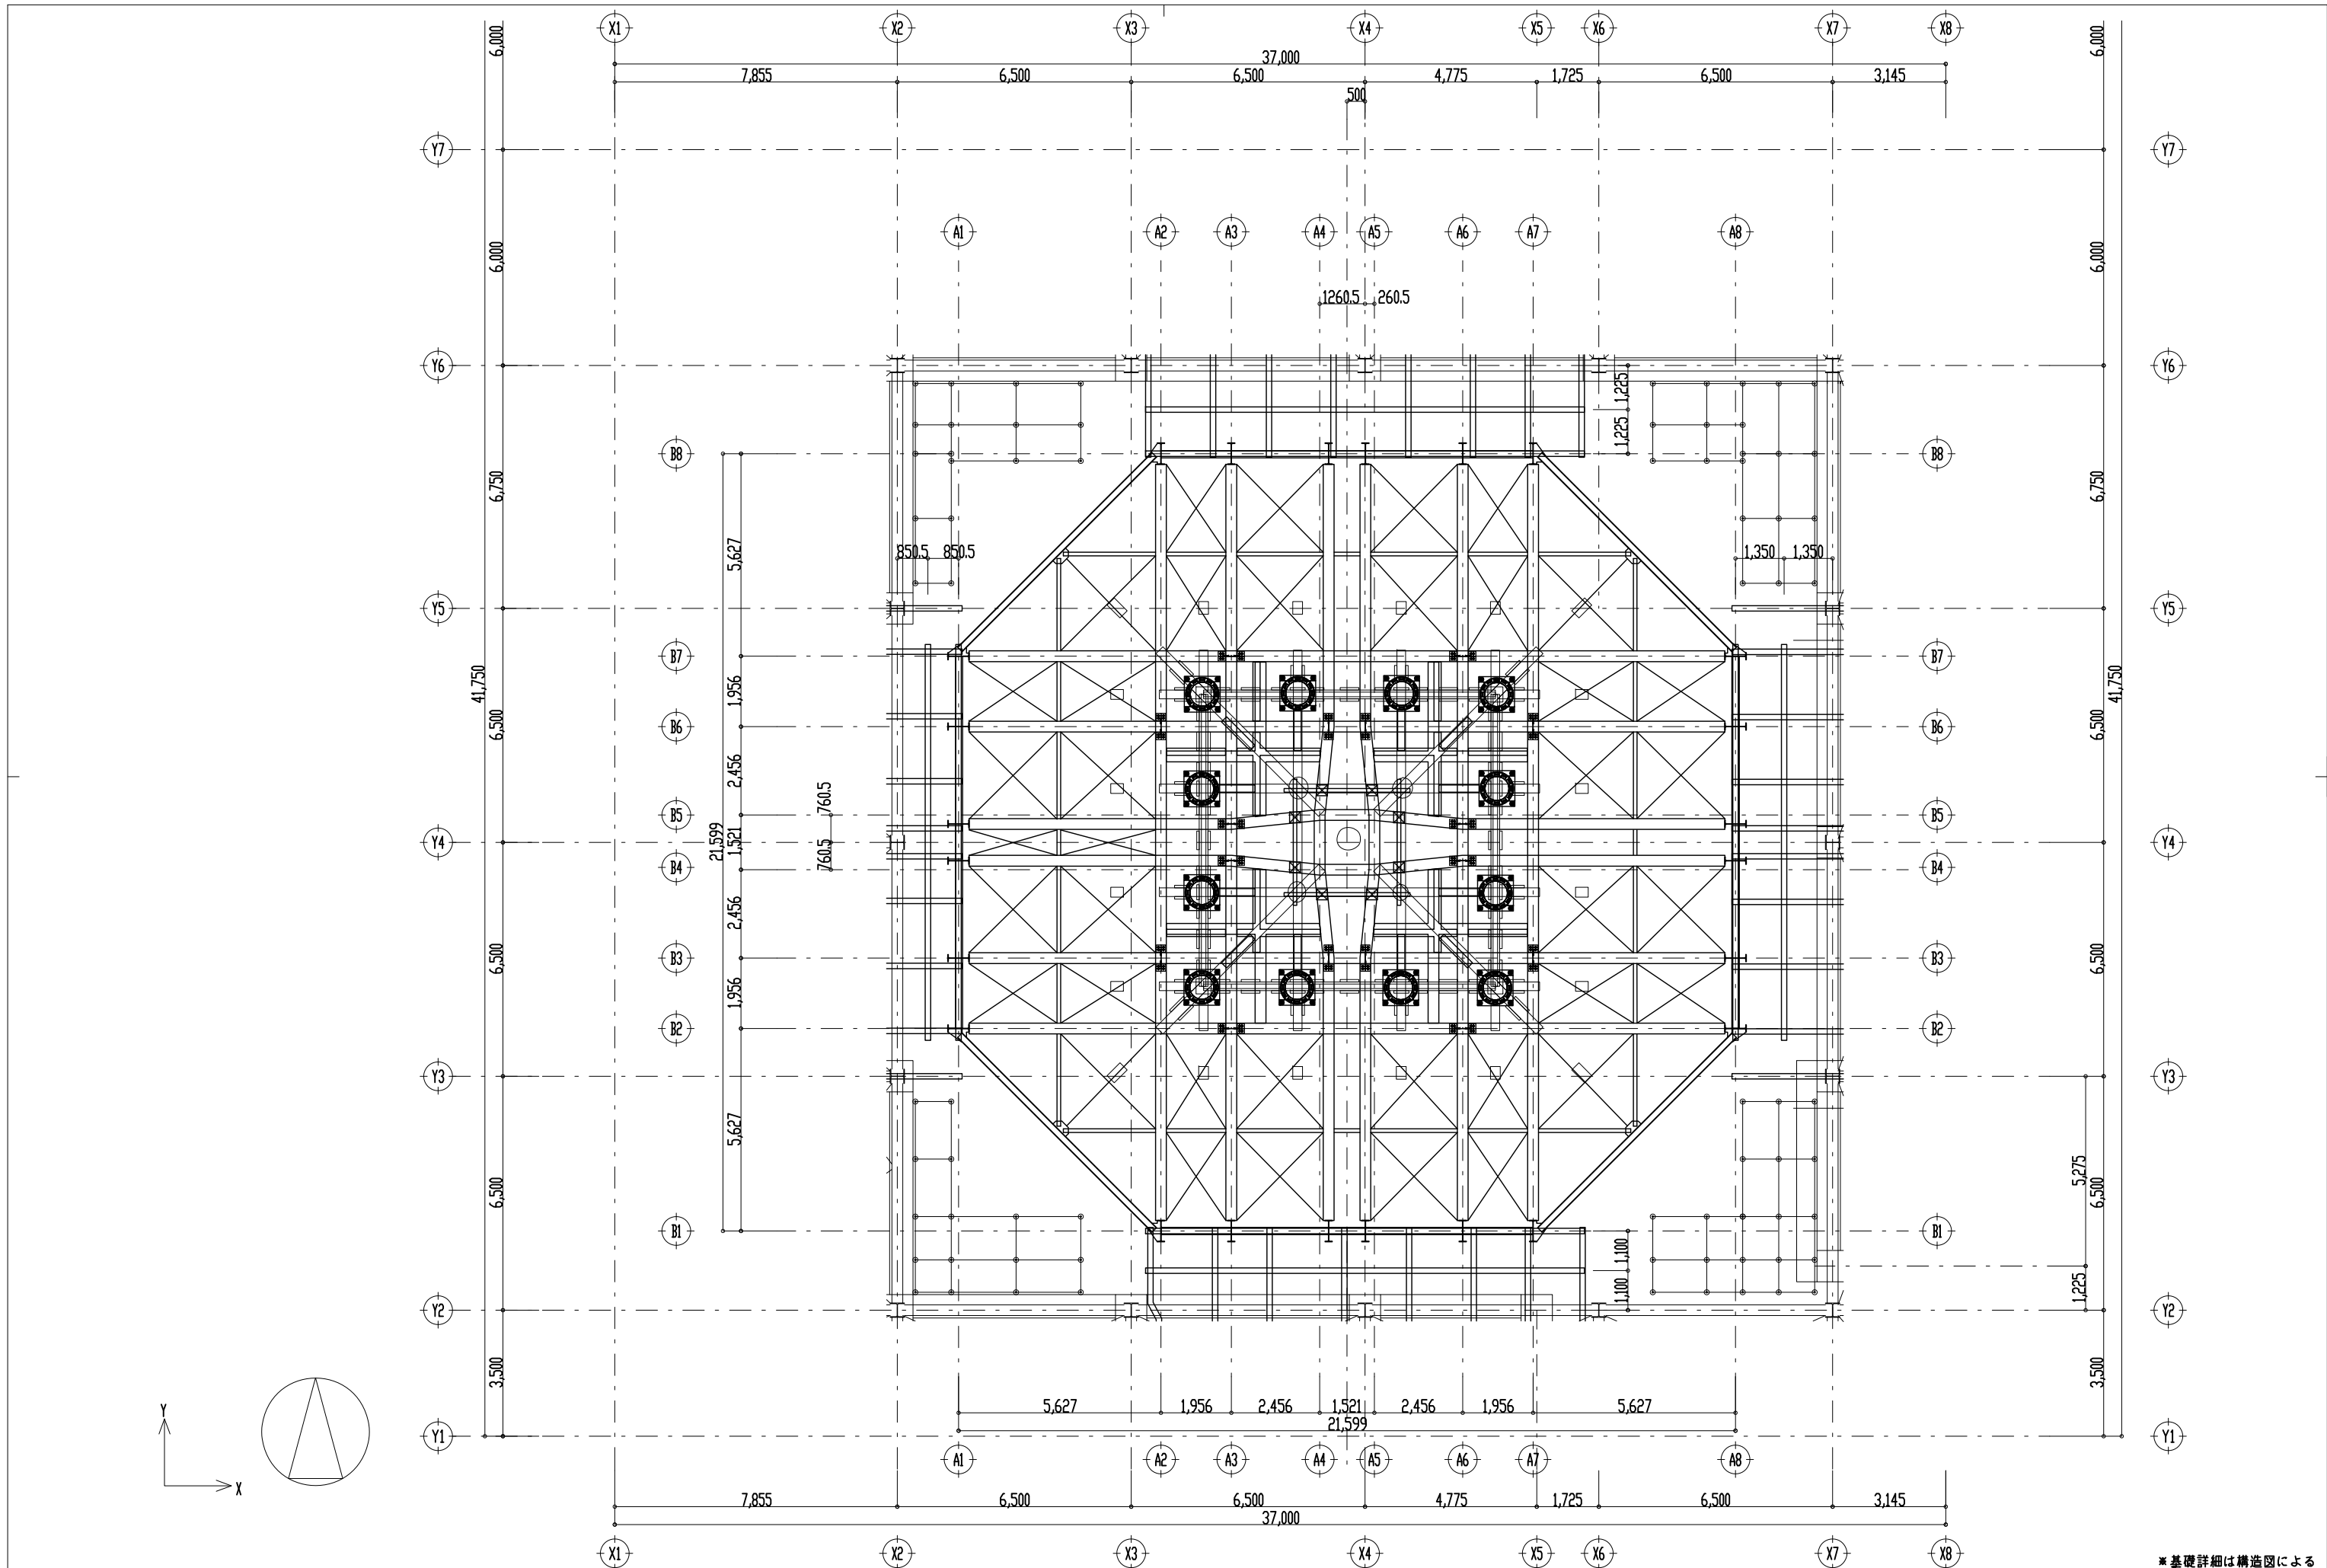 X1 X2 X3 X4 X5 X6 X7 X8
37,000
7,855 6,500 6,500 4,775 1,725 6,500 3,145
500
6,000 6,000
Y7 Y7
A1 A2 A3 A4 A5 A6 A7 A8
6,000 6,000
1260.5 260.5
Y6 Y6
1,225
1,225
B8 B8
6,750 6,750
850.5 850.5 1,350 1,350
5,627
Y5 Y5
B7 B7
41,750 41,750
1,956
6,500 6,500
B6 B6
2,456
760.5
B5 B5
21,599
1,521
Y4 Y4
760.5
B4 B4
2,456
6,500 6,500
B3 B3
1,956
B2 B2
Y3 Y3
5,627
5,275
6,500 6,500
B1 B1
1,100
1,100
1,225
Y2 Y2
3,500 3,500
5,627 1,956 2,456 1,521 2,456 1,956 5,627
21,599
Y
X
Y1 Y1
A1 A2 A3 A4 A5 A6 A7 A8
7,855 6,500 6,500 4,775 1,725 6,500 3,145
37,000
X1 X2 X3 X4 X5 X6 X7 X8
※基礎詳細は構造図による